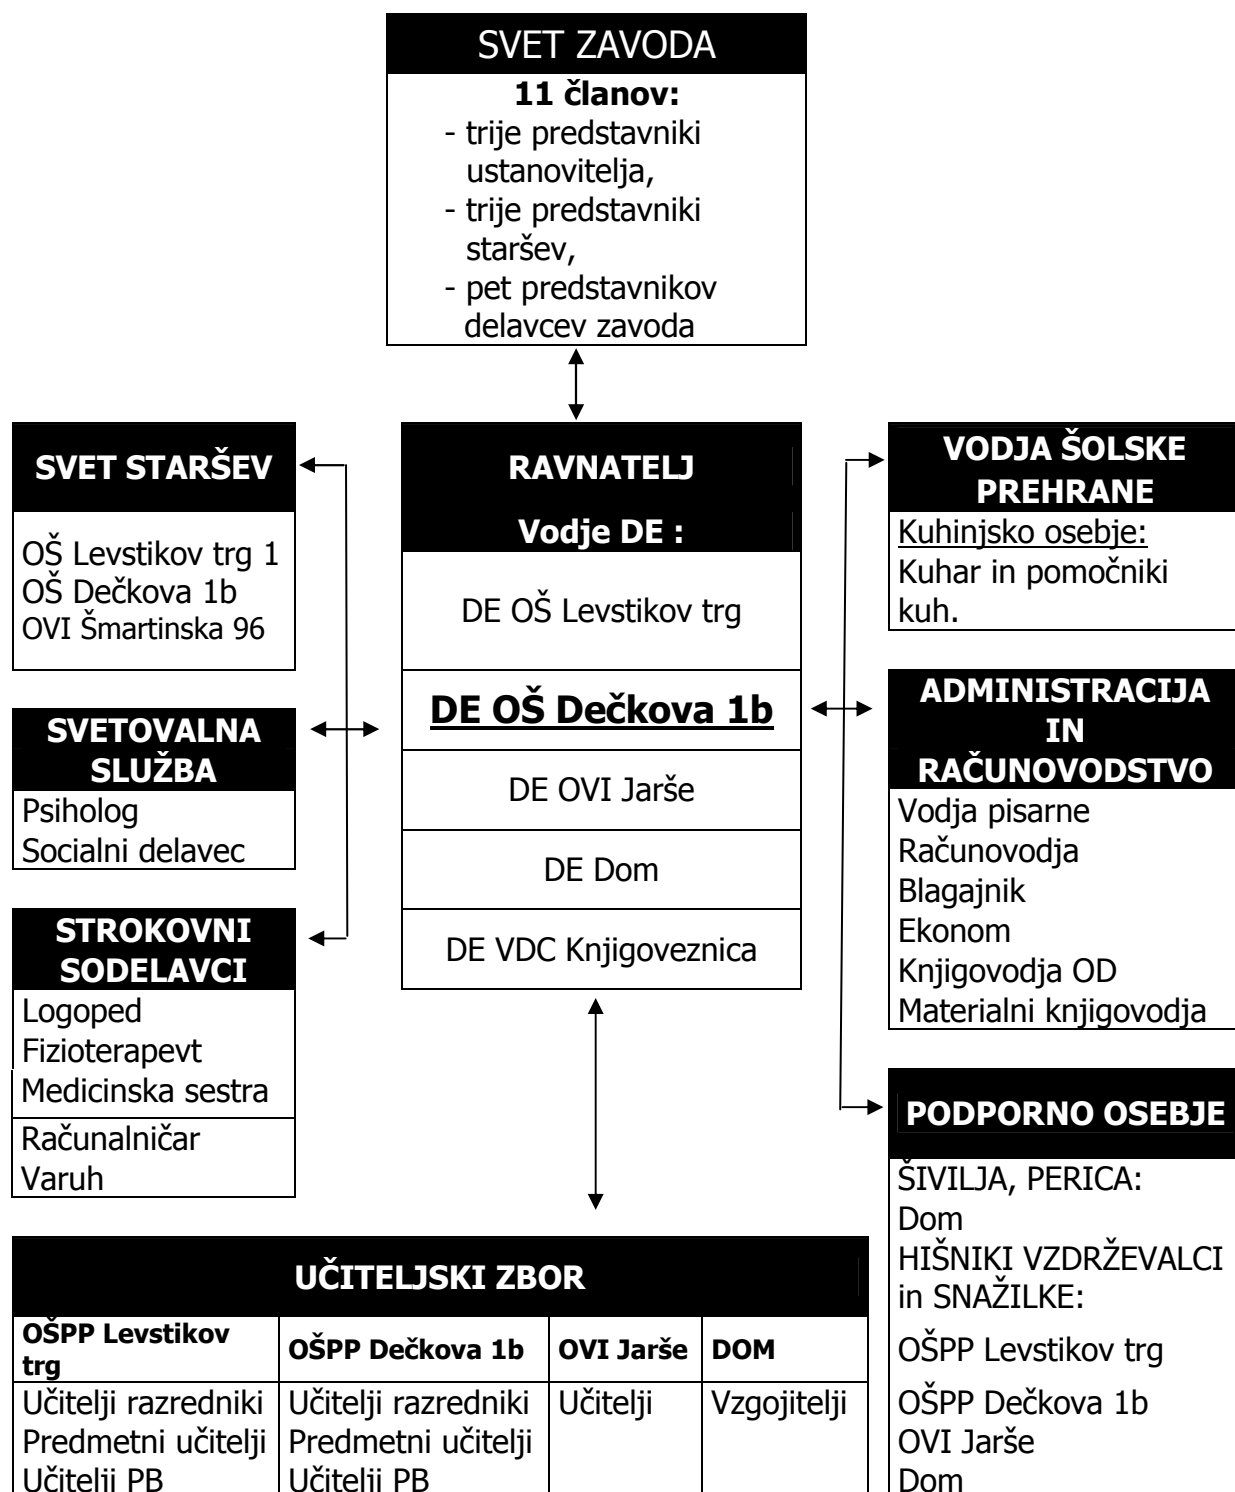 SVET ZAVODA
11 članov:
- trije predstavniki
ustanovitelja,
- trije predstavniki
staršev,
- pet predstavnikov
delavcev zavoda
SVET STARŠEV
OŠ Levstikov trg 1
OŠ Dečkova 1b
OVI Šmartinska 96
SVETOVALNA
SLUŽBA
Psiholog
Socialni delavec
STROKOVNI
SODELAVCI
Logoped
Fizioterapevt
Medicinska sestra
Računalničar
Varuh
RAVNATELJ
Vodje DE :
DE OŠ Levstikov trg
DE OŠ Dečkova 1b
DE OVI Jarše
DE Dom
DE VDC Knjigoveznica
VODJA ŠOLSKE
PREHRANE
Kuhinjsko osebje:
Kuhar in pomočniki
kuh.
ADMINISTRACIJA
IN
RAČUNOVODSTVO
Vodja pisarne
Računovodja
Blagajnik
Ekonom
Knjigovodja OD
Materialni knjigovodja
PODPORNO OSEBJE
ŠIVILJA, PERICA:
Dom
HIŠNIKI VZDRŽEVALCI
in SNAŽILKE:
OŠPP Levstikov trg
OŠPP Dečkova 1b
OVI Jarše
Dom
UČITELJSKI ZBOR
OŠPP Levstikov
trg
Učitelji razredniki
Predmetni učitelji
Učitelji PB
OŠPP Dečkova 1b
Učitelji razredniki
Predmetni učitelji
Učitelji PB
OVI Jarše
Učitelji
DOM
Vzgojitelji